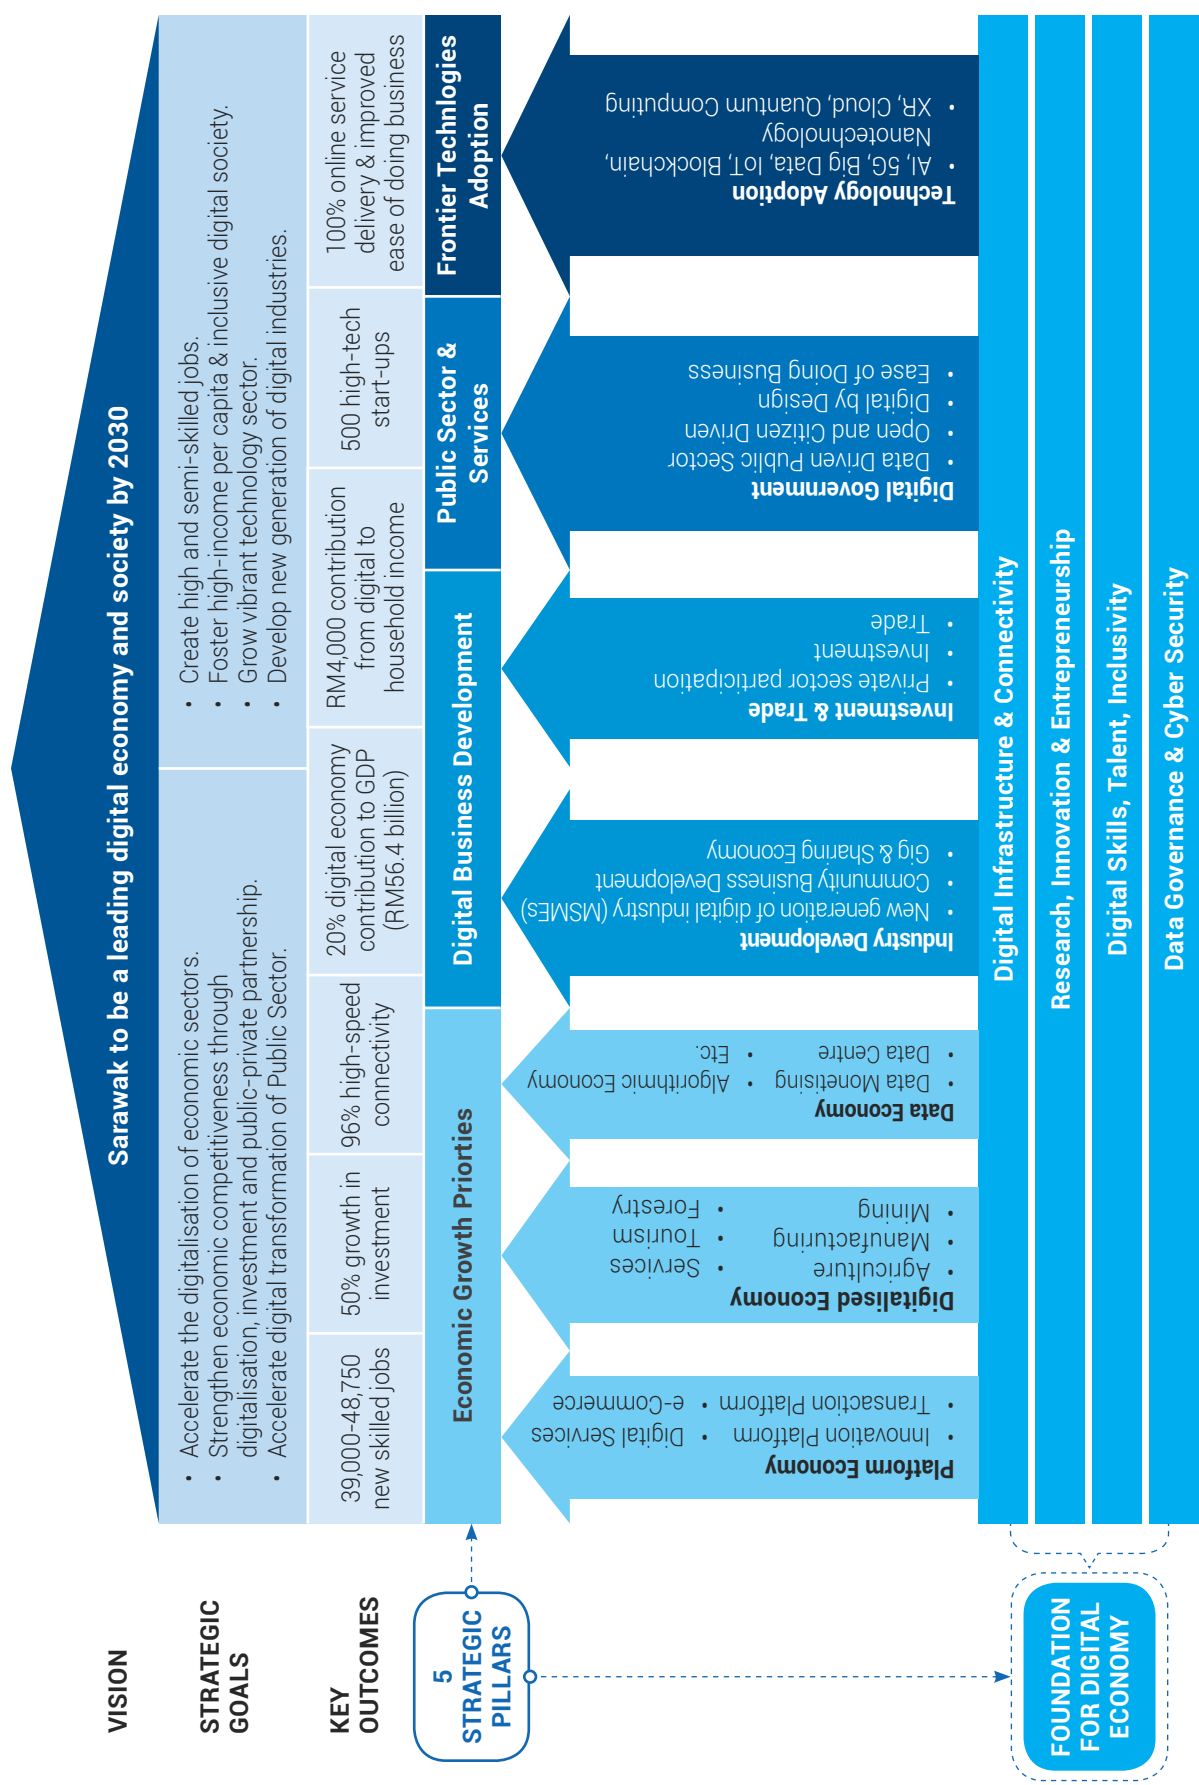 VISION
Sarawak to be a leading digital economy and society by 2030
STRATEGIC
GOALS
• Accelerate the digitalisation of economic sectors.
• Strengthen economic competitiveness through
digitalisation, investment and public-private partnership.
• Accelerate digital transformation of Public Sector.
• Create high and semi-skilled jobs.
• Foster high-income per capita & inclusive digital society.
• Grow vibrant technology sector.
• Develop new generation of digital industries.
KEY
OUTCOMES
39,000-48,750
new skilled jobs
50% growth in
investment
96% high-speed
connectivity
20% digital economy
contribution to GDP
(RM56.4 billion)
RM4,000 contribution
from digital to
household income
500 high-tech
start-ups
100% online service
delivery & improved
ease of doing business
5
STRATEGIC
PILLARS
Economic Growth Priorties
Digital Business Development
Public Sector &
Services
Frontier Technlogies
Adoption
Platform Economy
• Innovation Platform • Digital Services
• Transaction Platform • e-Commerce
Digitalised Economy
• Agriculture • Services
• Manufacturing • Tourism
• Mining • Forestry
Data Economy
• Data Monetising • Algorithmic Economy
• Data Centre • Etc.
Industry Development
• New generation of digital industry (MSMEs)
• Community Business Development
• Gig & Sharing Economy
Investment & Trade
• Private sector participation
• Investment
• Trade
Digital Government
• Data Driven Public Sector
• Open and Citizen Driven
• Digital by Design
• Ease of Doing Business
Technology Adoption
• AI, 5G, Big Data, IoT, Blockchain,
Nanotechnology
• XR, Cloud, Quantum Computing
FOUNDATION
FOR DIGITAL
ECONOMY
Digital Infrastructure & Connectivity
Research, Innovation & Entrepreneurship
Digital Skills, Talent, Inclusivity
Data Governance & Cyber Security